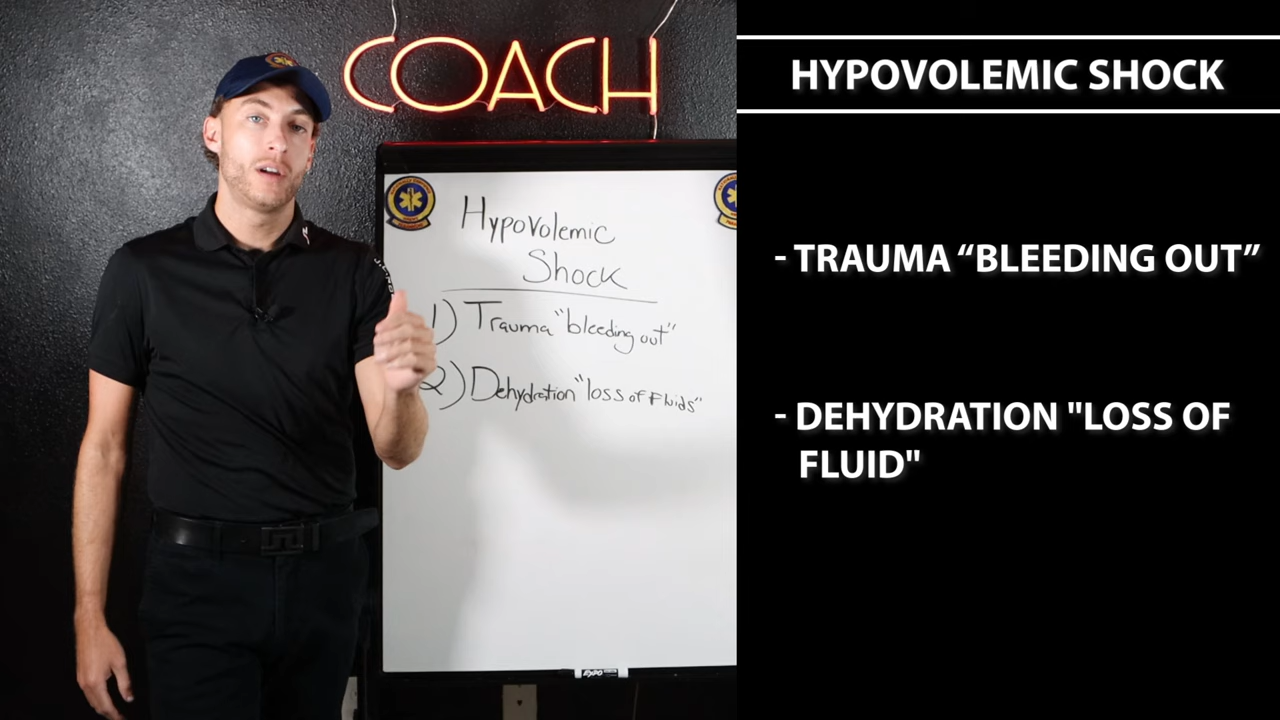 COACH
Hypovolemic
Shock
1) Trauma "bleeding out"
2) Dehydration "loss of Fluids"
EXPO
HYPOVOLEMIC SHOCK
- TRAUMA “BLEEDING OUT”
- DEHYDRATION "LOSS OF
FLUID"